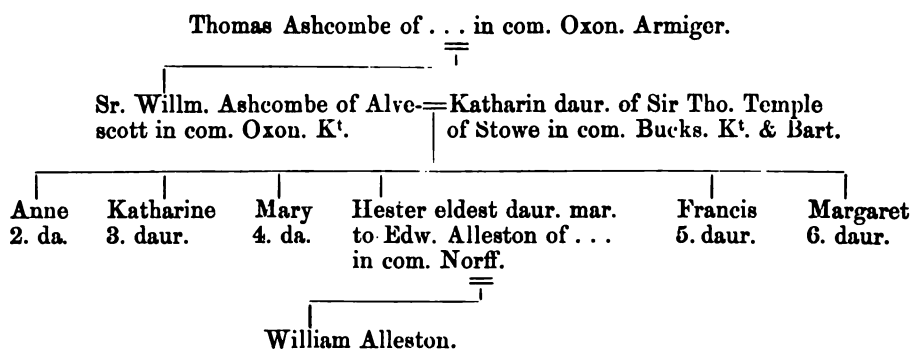 Thomas Ashcombe of . . . in com. Oxon. Armiger.
Sr. Willm. Ashcombe of Alve-=Katharin daur. of Sir Tho. Temple
scott in com. Oxon. Kᵗ. of Stowe in com. Bucks. Kᵗ. & Bart.
Anne Katharine Mary Hester eldest daur. mar. Francis Margaret
2. da. 3. daur. 4. da. to Edw. Alleston of . . . 5. daur. 6. daur.
in com. Norff.
William Alleston.